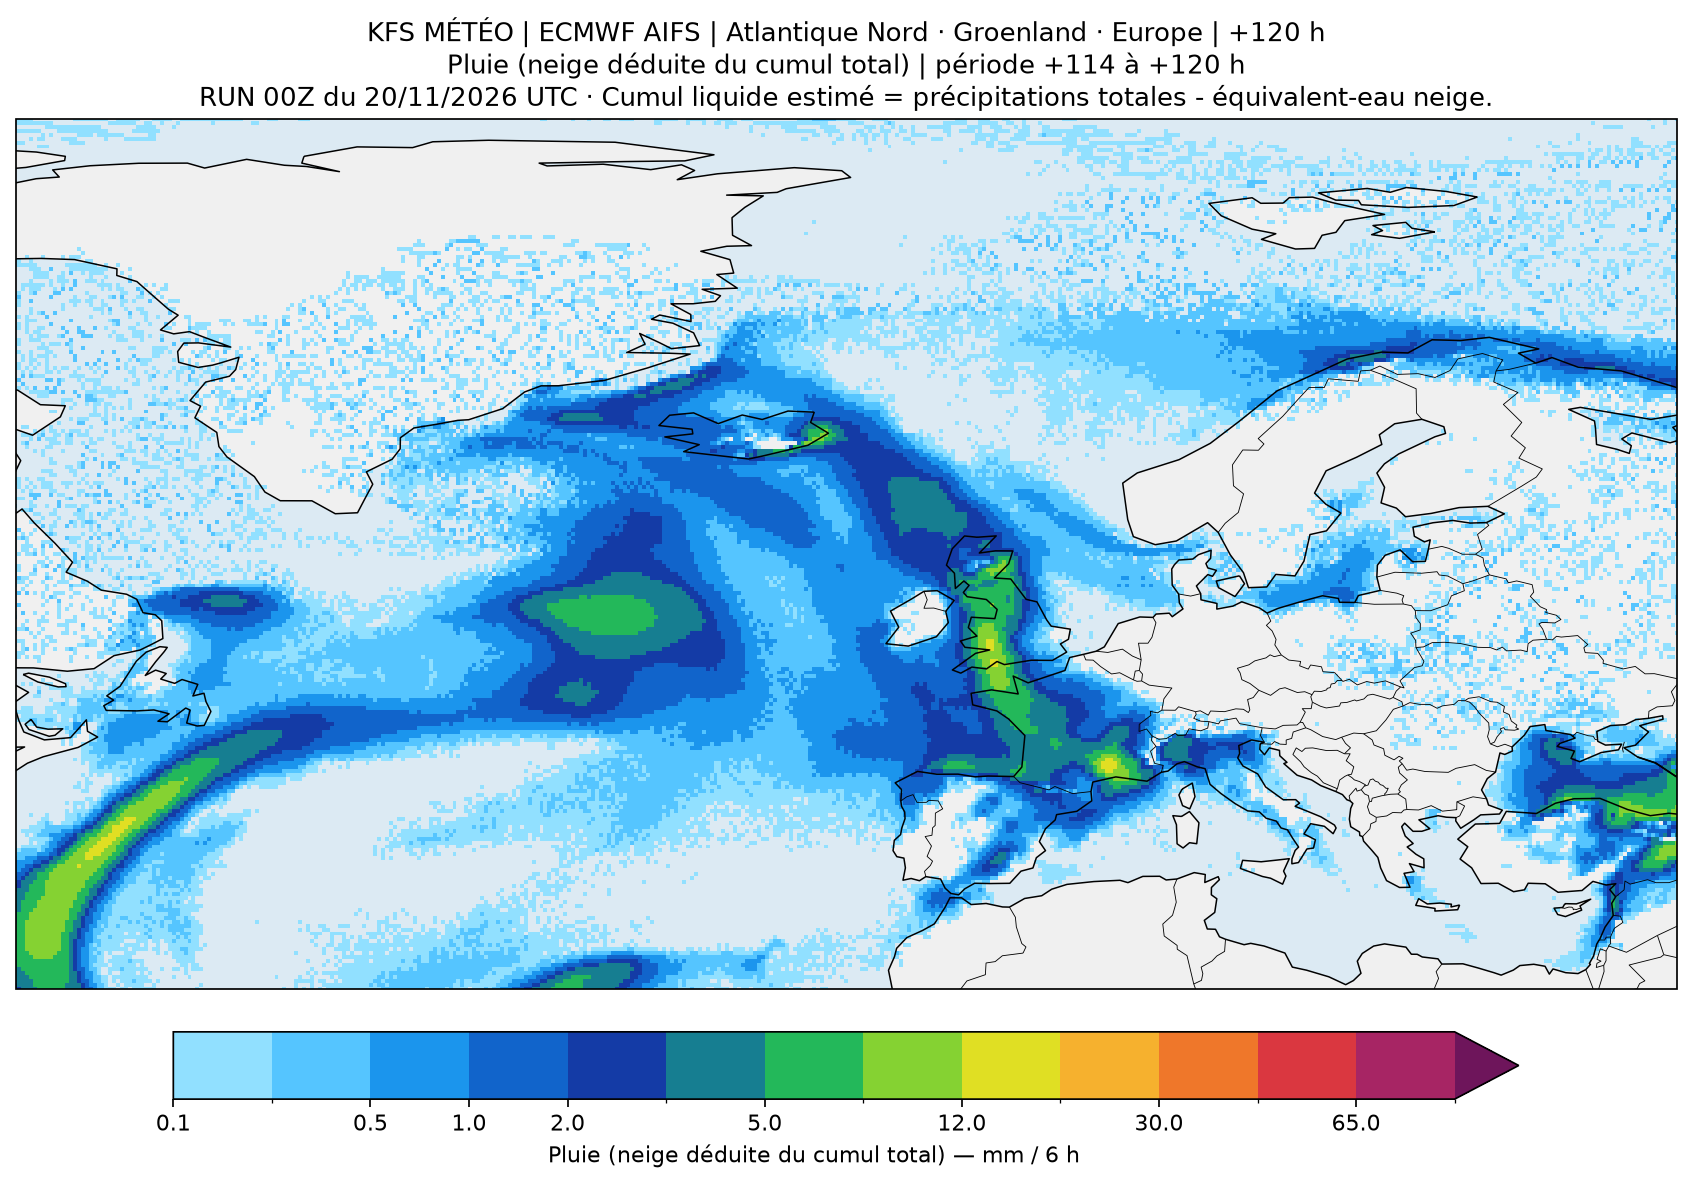 KFS MÉTÉO | ECMWF AIFS | Atlantique Nord · Groenland · Europe | +120 h
Pluie (neige déduite du cumul total) | période +114 à +120 h
RUN 00Z du 20/11/2026 UTC · Cumul liquide estimé = précipitations totales - équivalent-eau neige.
0.1 0.5 1.0 2.0 5.0 12.0 30.0 65.0
Pluie (neige déduite du cumul total) — mm / 6 h